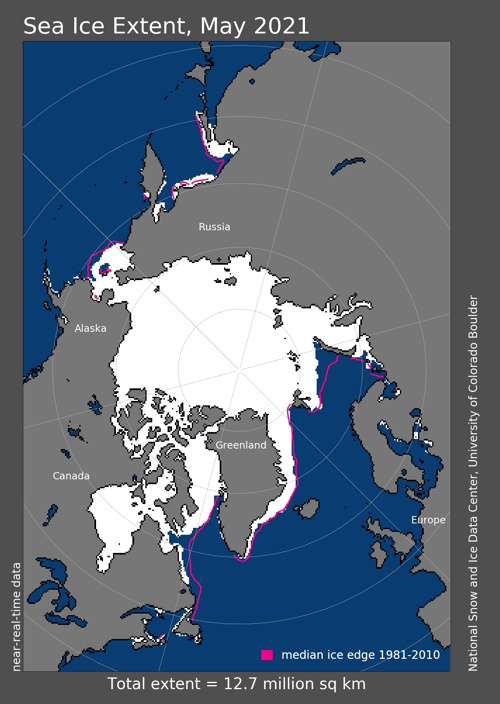 Sea Ice Extent, May 2021
Russia
Alaska
Greenland
Canada
Europe
near-real-time data
National Snow and Ice Data Center, University of Colorado Boulder
median ice edge 1981-2010
Total extent = 12.7 million sq km